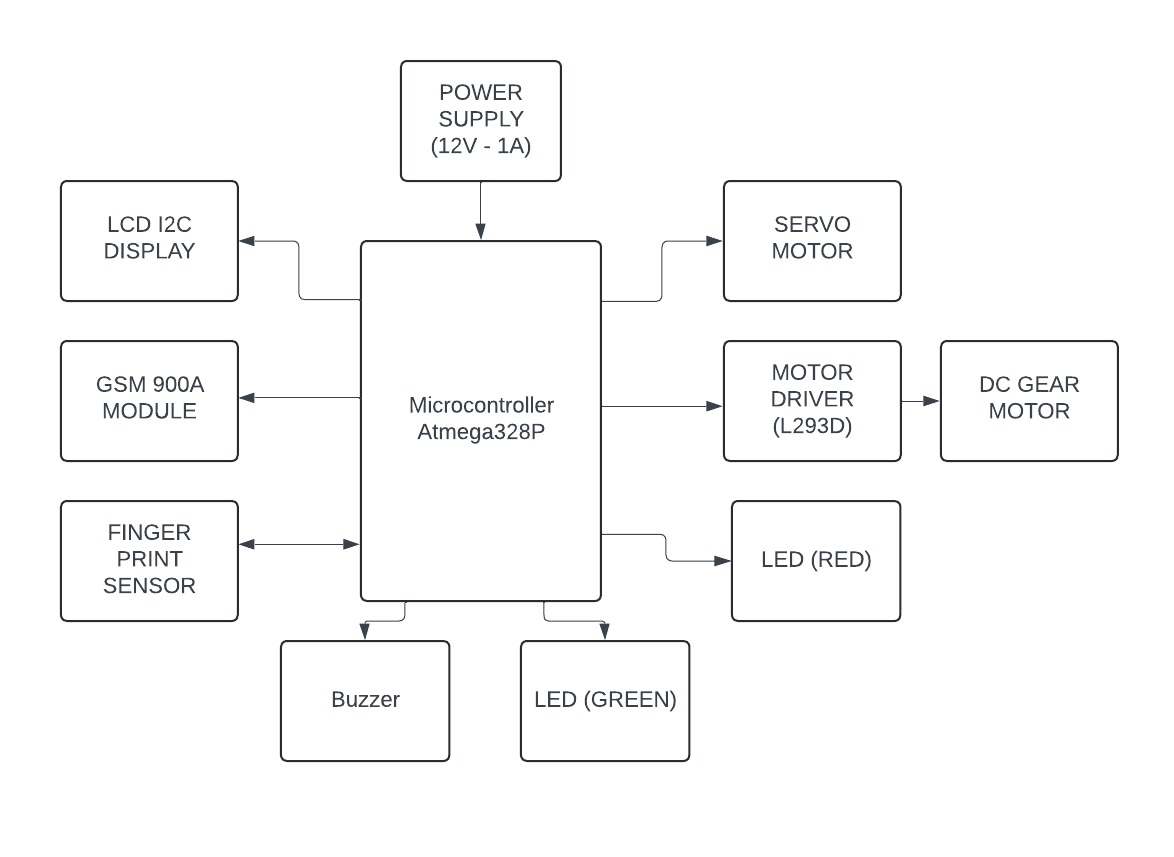 POWER
SUPPLY
(12V - 1A)
LCD I2C
DISPLAY
SERVO
MOTOR
GSM 900A
MODULE
Microcontroller
Atmega328P
MOTOR
DRIVER
(L293D)
DC GEAR
MOTOR
FINGER
PRINT
SENSOR
LED (RED)
Buzzer
LED (GREEN)